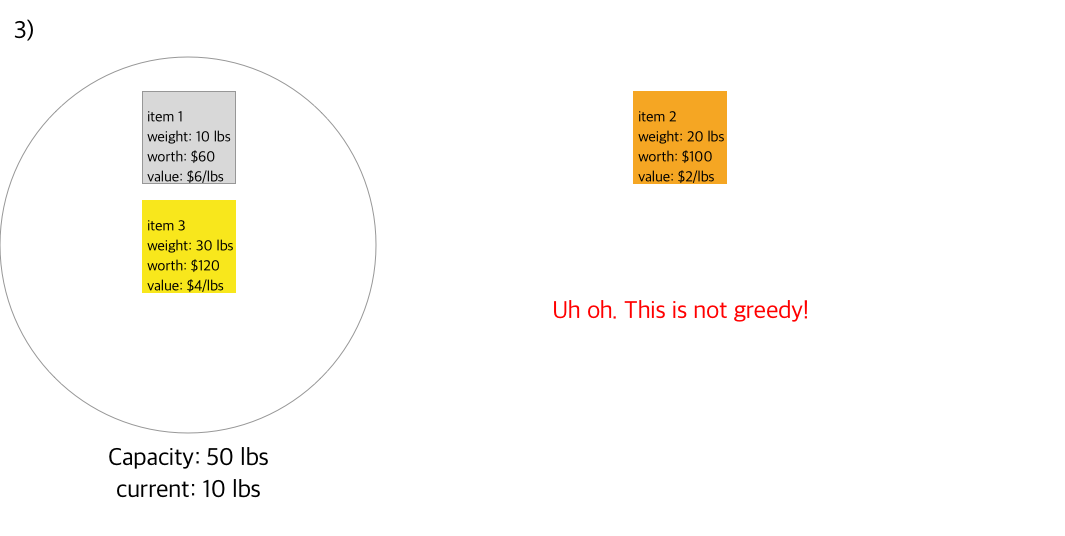 3)
item 1
weight: 10 lbs
worth: $60
value: $6/lbs
item 2
weight: 20 lbs
worth: $100
value: $2/lbs
item 3
weight: 30 lbs
worth: $120
value: $4/lbs
Uh oh. This is not greedy!
Capacity: 50 lbs
current: 10 lbs